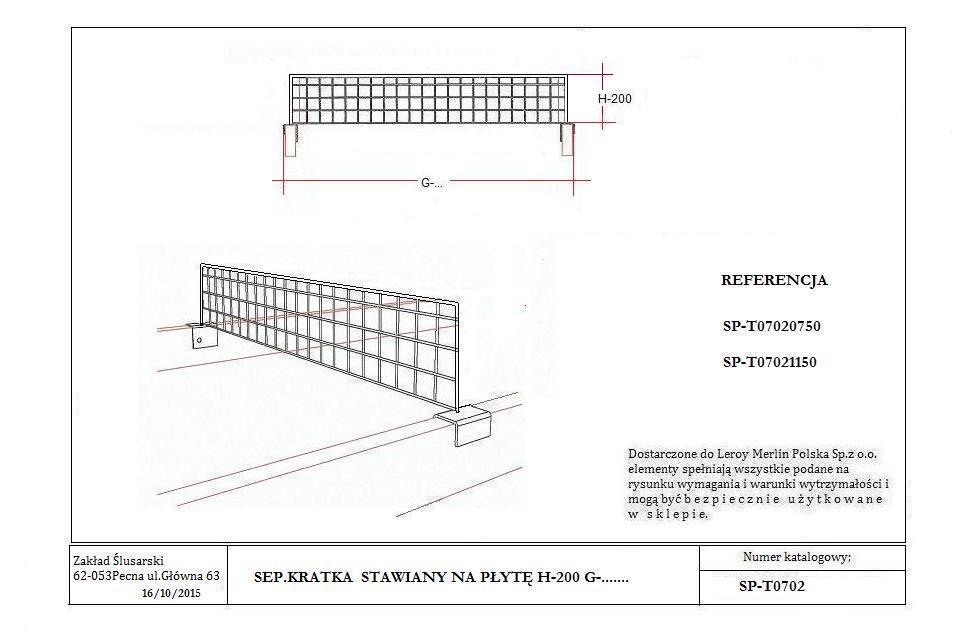 H-200
G-...
REFERENCJA
SP-T07020750
SP-T07021150
Dostarczone do Leroy Merlin Polska Sp.z o.o.
elementy spełniają wszystkie podane na
rysunku wymagania i warunki wytrzymałości i
mogą być bezpiecznie użytkowane
w sklepie.
Zakład Ślusarski
62-053Pecna ul.Główna 63
16/10/2015
SEP.KRATKA STAWIANY NA PŁYTĘ H-200 G-.......
Numer katalogowy;
SP-T0702